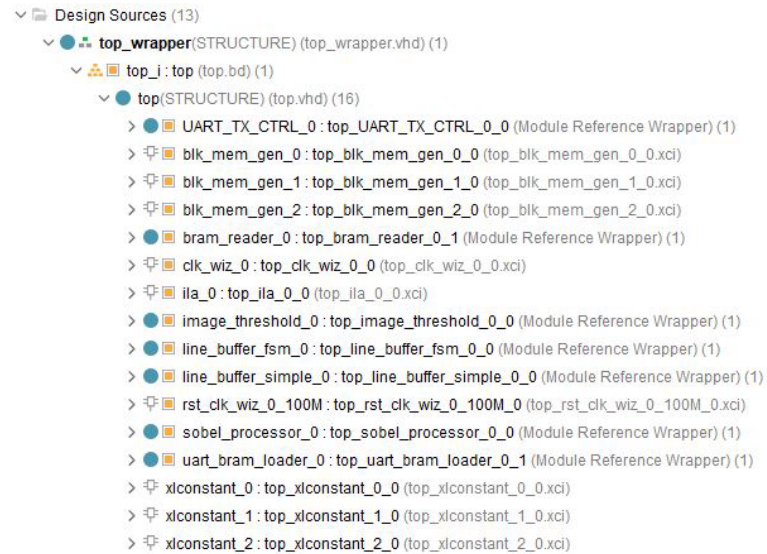 Design Sources (13)
top_wrapper(STRUCTURE) (top_wrapper.vhd) (1)
top_i : top (top.bd) (1)
top(STRUCTURE) (top.vhd) (16)
UART_TX_CTRL_0 : top_UART_TX_CTRL_0_0 (Module Reference Wrapper) (1)
blk_mem_gen_0 : top_blk_mem_gen_0_0 (top_blk_mem_gen_0_0.xci)
blk_mem_gen_1 : top_blk_mem_gen_1_0 (top_blk_mem_gen_1_0.xci)
blk_mem_gen_2 : top_blk_mem_gen_2_0 (top_blk_mem_gen_2_0.xci)
bram_reader_0 : top_bram_reader_0_1 (Module Reference Wrapper) (1)
clk_wiz_0 : top_clk_wiz_0_0 (top_clk_wiz_0_0.xci)
ila_0 : top_ila_0_0 (top_ila_0_0.xci)
image_threshold_0 : top_image_threshold_0_0 (Module Reference Wrapper) (1)
line_buffer_fsm_0 : top_line_buffer_fsm_0_0 (Module Reference Wrapper) (1)
line_buffer_simple_0 : top_line_buffer_simple_0_0 (Module Reference Wrapper) (1)
rst_clk_wiz_0_100M : top_rst_clk_wiz_0_100M_0 (top_rst_clk_wiz_0_100M_0.xci)
sobel_processor_0 : top_sobel_processor_0_0 (Module Reference Wrapper) (1)
uart_bram_loader_0 : top_uart_bram_loader_0_1 (Module Reference Wrapper) (1)
xlconstant_0 : top_xlconstant_0_0 (top_xlconstant_0_0.xci)
xlconstant_1 : top_xlconstant_1_0 (top_xlconstant_1_0.xci)
xlconstant_2 : top_xlconstant_2_0 (top_xlconstant_2_0.xci)